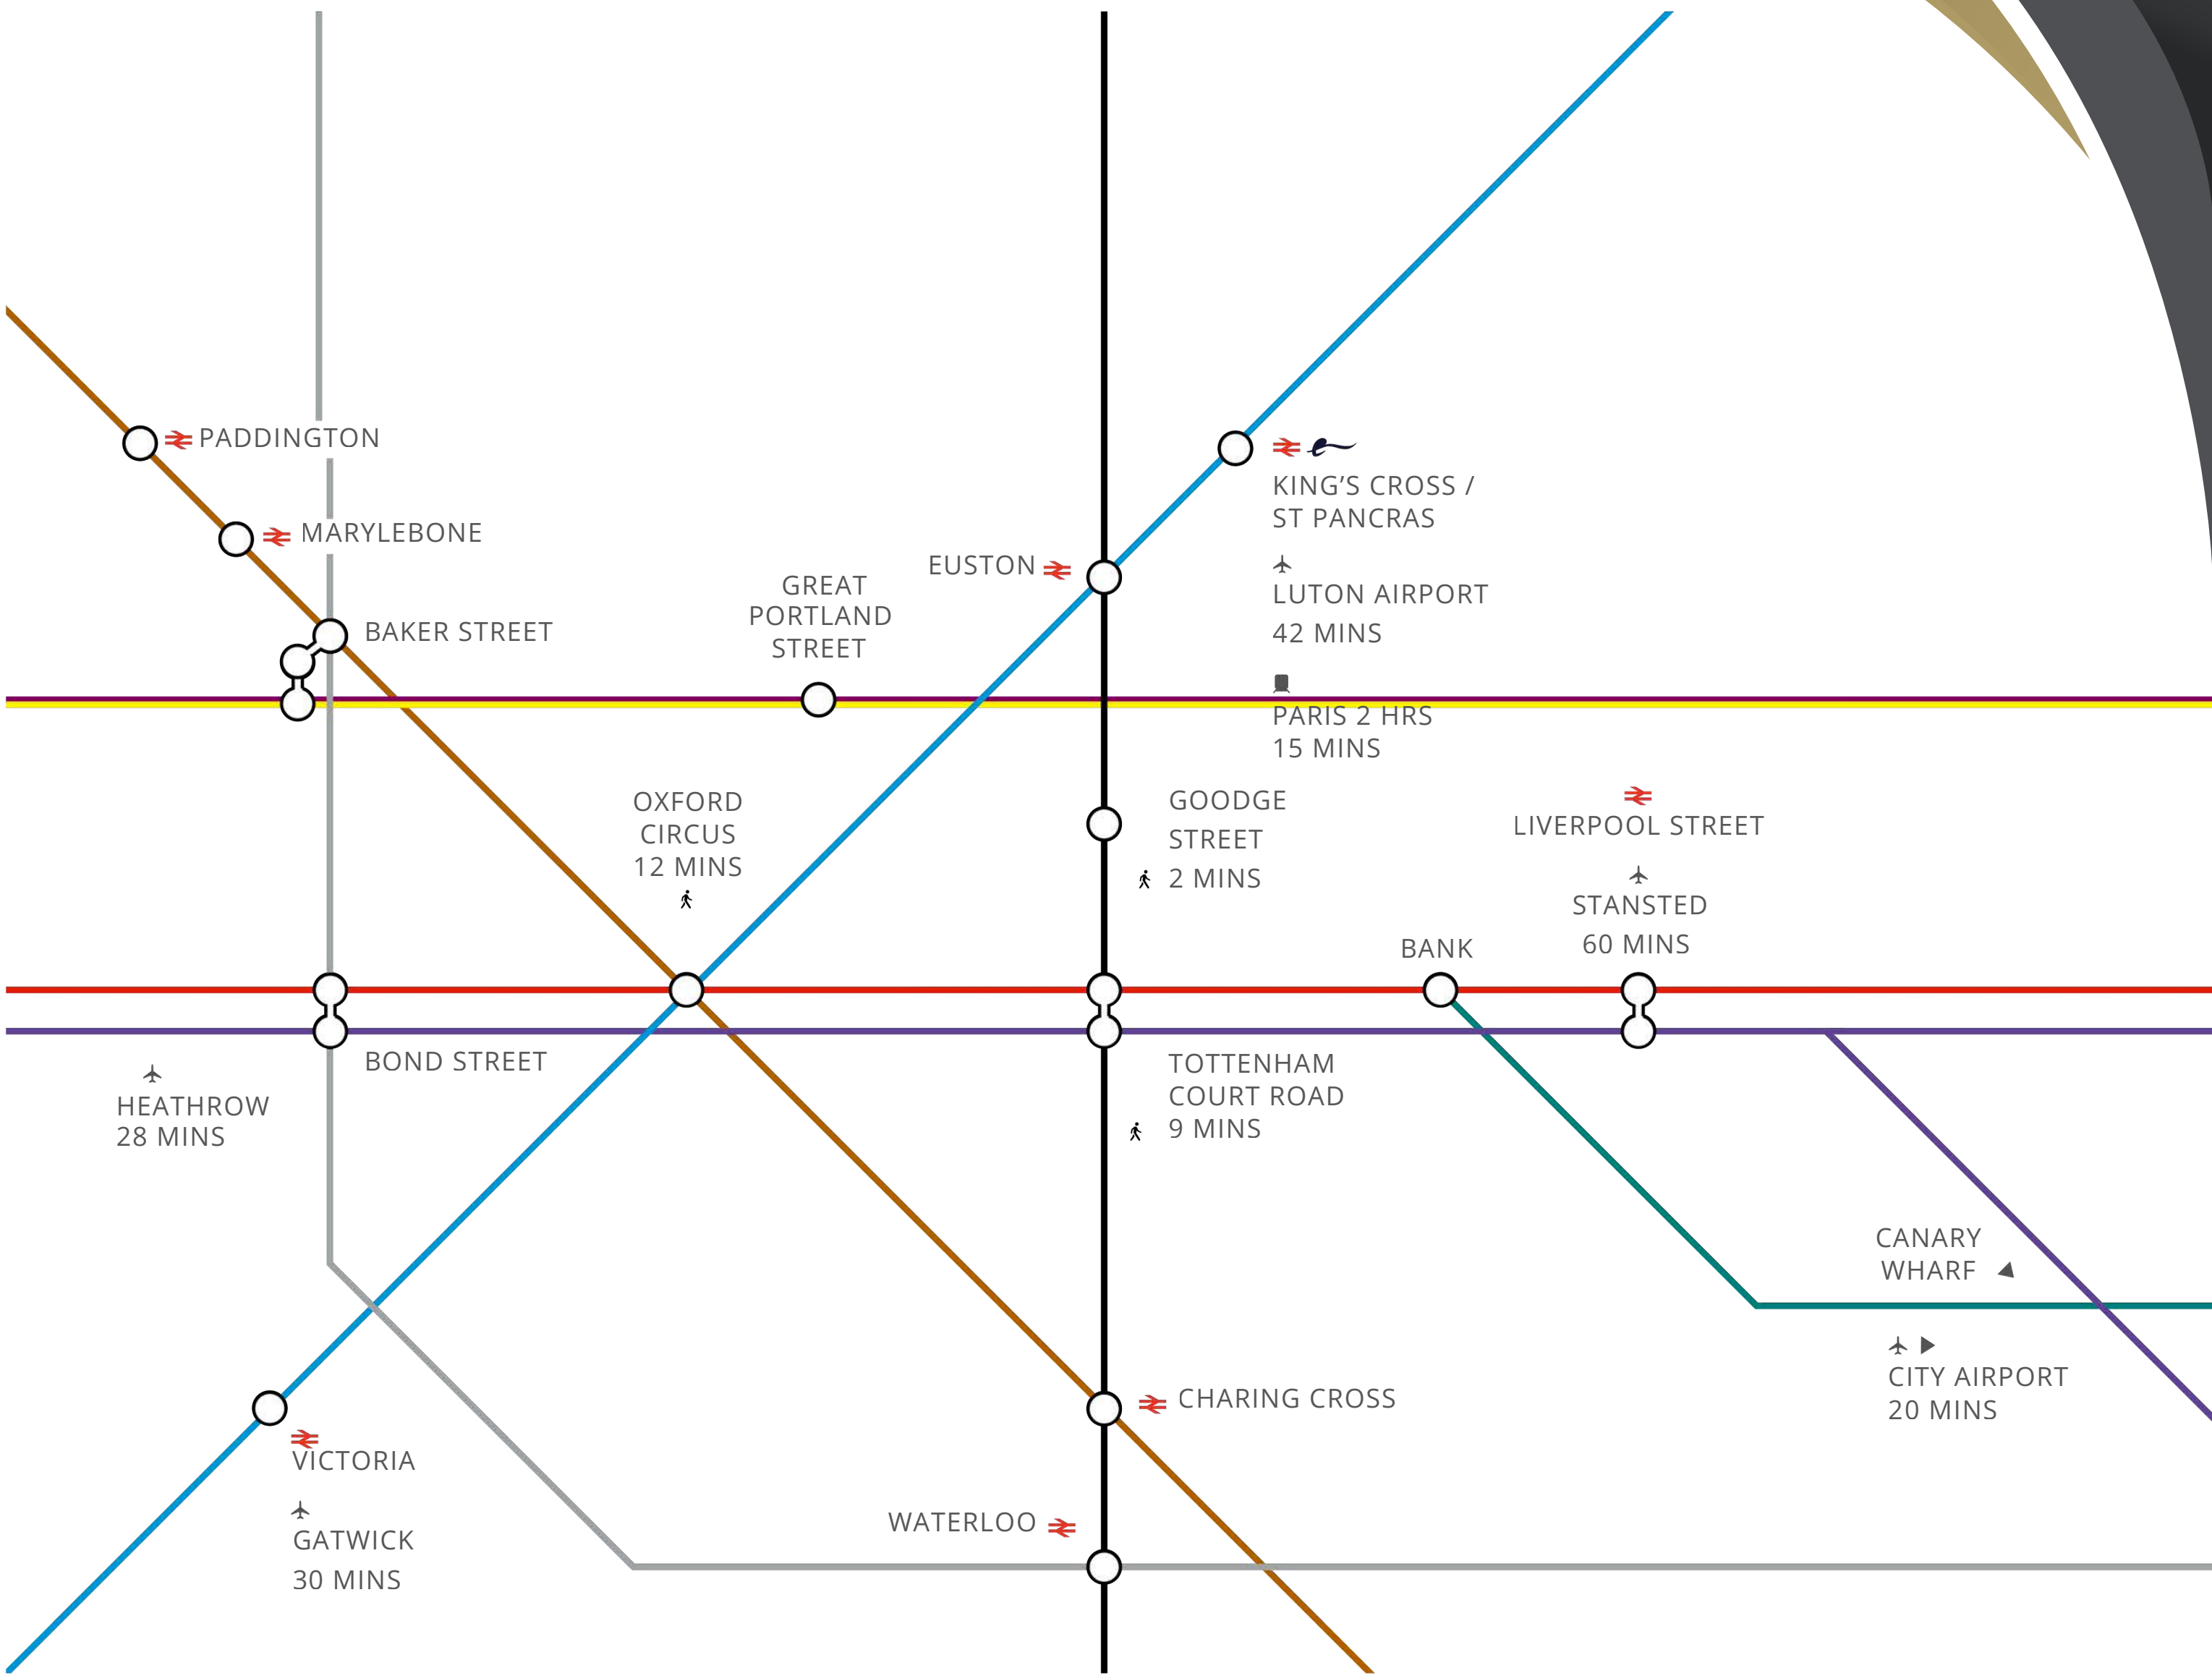 PADDINGTON
MARYLEBONE
BAKER STREET
GREAT
PORTLAND
STREET
EUSTON
KING’S CROSS /
ST PANCRAS
LUTON AIRPORT
42 MINS
PARIS 2 HRS
15 MINS
OXFORD
CIRCUS
12 MINS
GOODGE
STREET
2 MINS
LIVERPOOL STREET
STANSTED
60 MINS
BANK
BOND STREET
HEATHROW
28 MINS
TOTTENHAM
COURT ROAD
9 MINS
CANARY
WHARF
CITY AIRPORT
20 MINS
CHARING CROSS
VICTORIA
GATWICK
30 MINS
WATERLOO